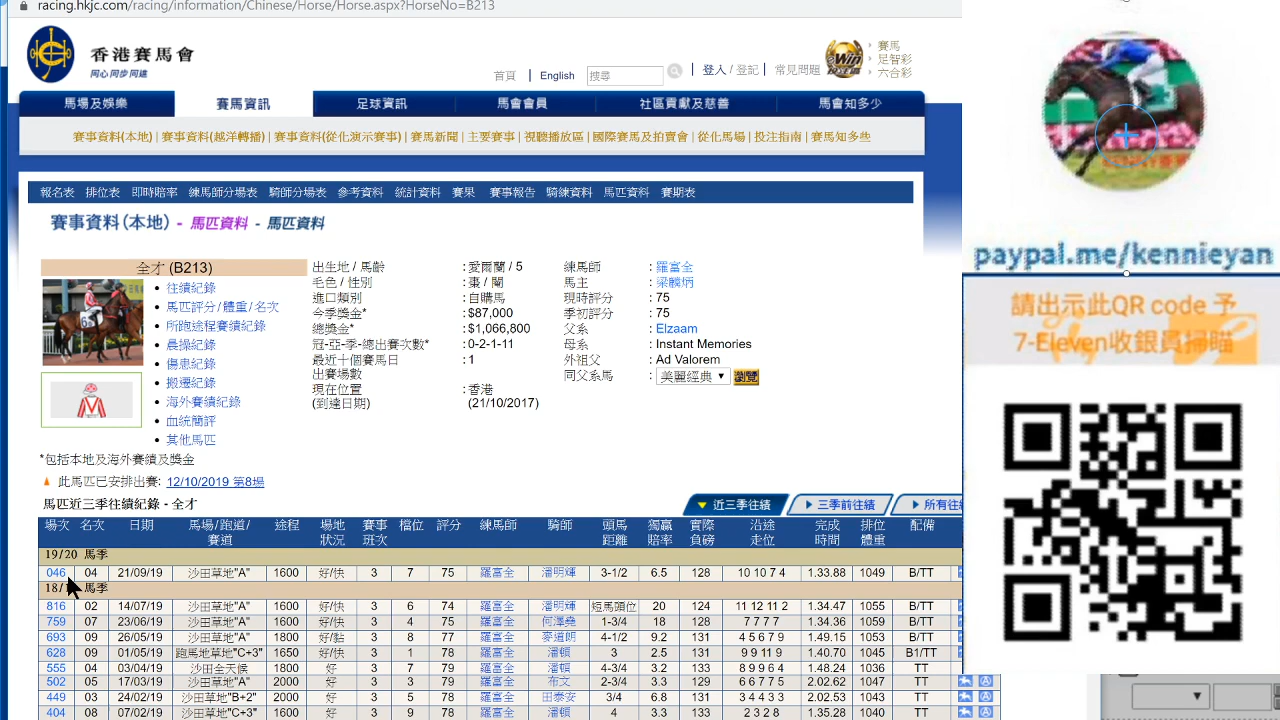 racing.hkjc.com/racing/information/Chinese/Horse/Horse.aspx?HorseNo=B213
香港賽馬會
同心同步同進
首頁 | English 搜尋 | 登入 / 登記 | 常見問題
賽馬
足智彩
六合彩
馬場及娛樂 賽馬資訊 足球資訊 馬會會員 社區貢獻及慈善 馬會知多少
賽事資料(本地) | 賽事資料(越洋轉播) | 賽事資料(從化演示賽事) | 賽馬新聞 | 主要賽事 | 視聽播放區 | 國際賽馬及拍賣會 | 從化馬場 | 投注指南 | 賽馬知多些
報名表 排位表 即時賠率 練馬師分場表 騎師分場表 參考資料 統計資料 賽果 賽事報告 騎練資料 馬匹資料 賽期表
賽事資料(本地) - 馬匹資料 - 馬匹資料
全才 (B213)
• 往績紀錄
• 馬匹評分/體重/名次
• 所跑途程賽績紀錄
• 晨操紀錄
• 傷患紀錄
• 搬遷紀錄
• 海外賽績紀錄
• 血統簡評
• 其他馬匹
出生地 / 馬齡 : 愛爾蘭 / 5 練馬師 : 羅富全
毛色 / 性別 : 棗 / 閹 馬主 :
進口類別 : 自購馬 現時評分 : 75
今季獎金* : $87,000 季初評分 : 75
總獎金* : $1,066,800 父系 : Elzaam
冠-亞-季-總出賽次數* : 0-2-1-11 母系 : Instant Memories
最近十個賽馬日 : 1 外祖父 : Ad Valorem
出賽場數 同父系馬 : 美麗經典 ▼ 瀏覽
現在位置 : 香港
(到達日期) (21/10/2017)
*包括本地及海外賽績及獎金
此馬匹已安排出賽: 12/10/2019 第8場
馬匹近三季往績紀錄 - 全才
近三季往績 三季前往績 所有往
場次 名次 日期 馬場/跑道/賽道 途程 場地狀況 賽事班次 檔位 評分 練馬師 騎師 頭馬距離 獨贏賠率 實際負磅 沿途走位 完成時間 排位體重 配備
19/20 馬季
046 04 21/09/19 沙田草地"A" 1600 好/快 3 7 75 羅富全 潘明輝 3-1/2 6.5 128 10 10 7 4 1.33.88 1049 B/TT
18/ 馬季
816 02 14/07/19 沙田草地"A" 1600 好/快 3 6 74 羅富全 潘明輝 短馬頭位 20 124 11 12 11 2 1.34.47 1055 B/TT
759 07 23/06/19 沙田草地"A" 1600 好/快 3 4 75 羅富全 何澤堯 1-3/4 18 131 7 7 7 7 1.34.36 1059 B/TT
693 09 26/05/19 沙田草地"A" 1800 好/黏 3 8 77 羅富全 麥道朗 4-1/2 9.2 131 4 5 6 7 9 1.49.15 1053 B/TT
628 09 01/05/19 跑馬地草地"C+3" 1650 好/快 3 1 78 羅富全 潘頓 3 2.5 131 9 9 11 9 1.40.70 1045 B1/TT
555 04 03/04/19 沙田全天候 1800 好 3 7 79 羅富全 潘頓 4-3/4 3.2 133 8 9 9 6 4 1.48.24 1036 TT
502 05 17/03/19 沙田草地"A" 2000 好 3 3 79 羅富全 布文 2-3/4 3.3 129 6 6 7 7 5 2.02.62 1047 TT
449 03 24/02/19 沙田草地"B+2" 2000 好 3 5 78 羅富全 田泰安 3/4 6.8 131 3 4 4 3 3 2.02.53 1043 TT
404 08 07/02/19 沙田草地"C+3" 1600 好 3 9 78 羅富全 潘頓 4 3.3 133 2 3 2 8 1.35.28 1040 TT
paypal.me/kennieyan
請出示此QR code 予
7-Eleven收銀員掃瞄